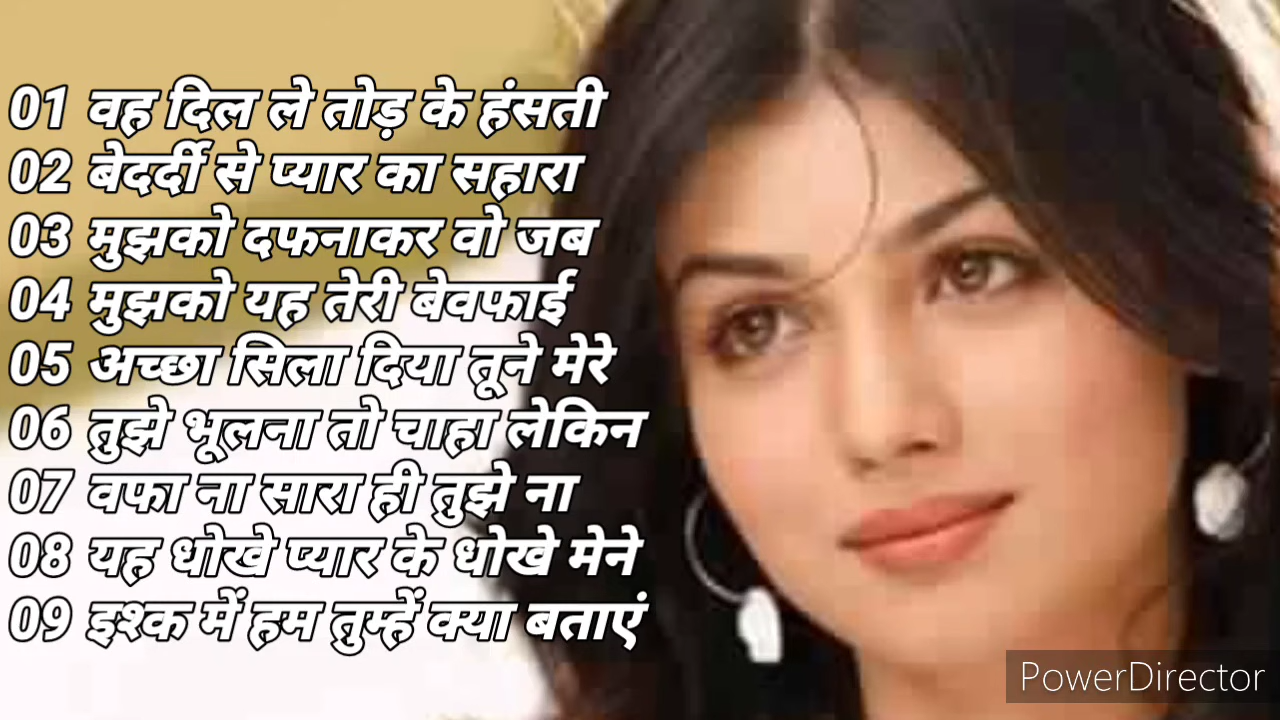 01 वह दिल ले तोड़ के हंसती
02 बेदर्दी से प्यार का सहारा
03 मुझको दफनाकर वो जब
04 मुझको यह तेरी बेवफाई
05 अच्छा सिला दिया तूने मेरे
06 तुझे भूलना तो चाहा लेकिन
07 वफा ना सारा ही तुझे ना
08 यह धोखे प्यार के धोखे मेने
09 इश्क में हम तुम्हें क्या बताएं
PowerDirector